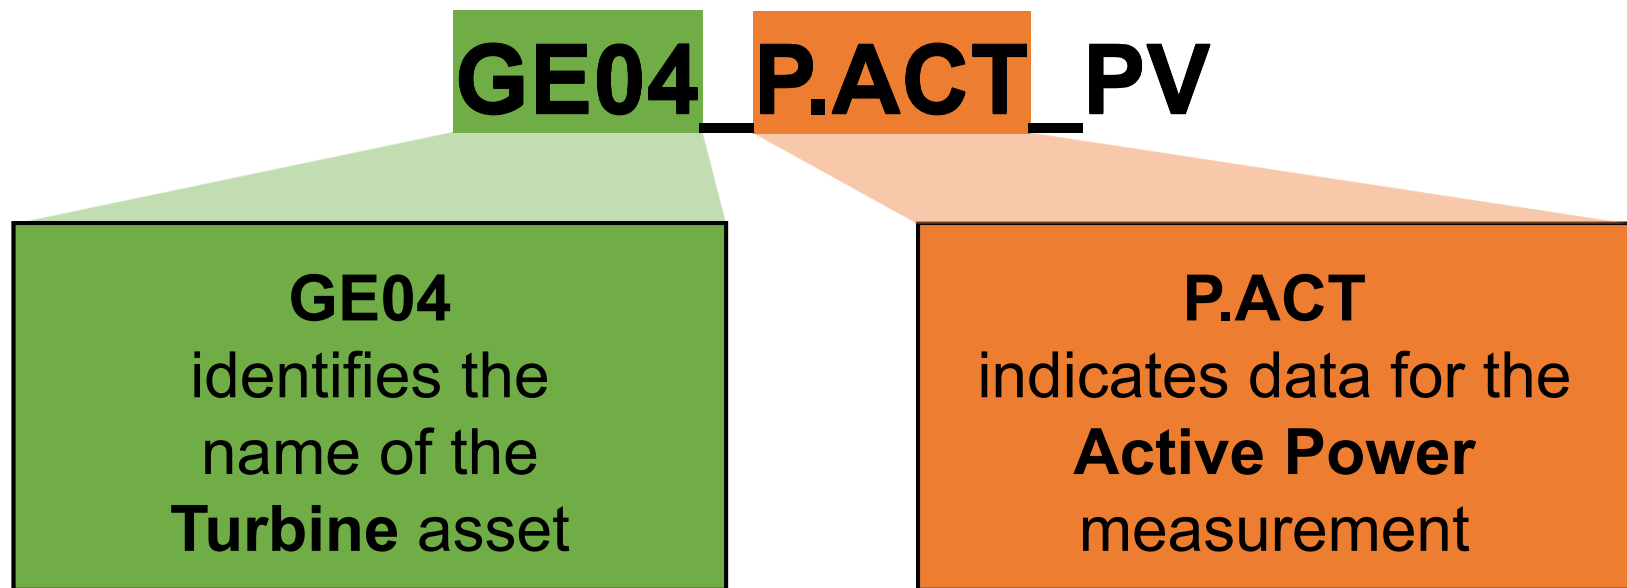 GE04_P.ACT_PV
GE04
identifies the
name of the
Turbine asset
P.ACT
indicates data for the
Active Power
measurement